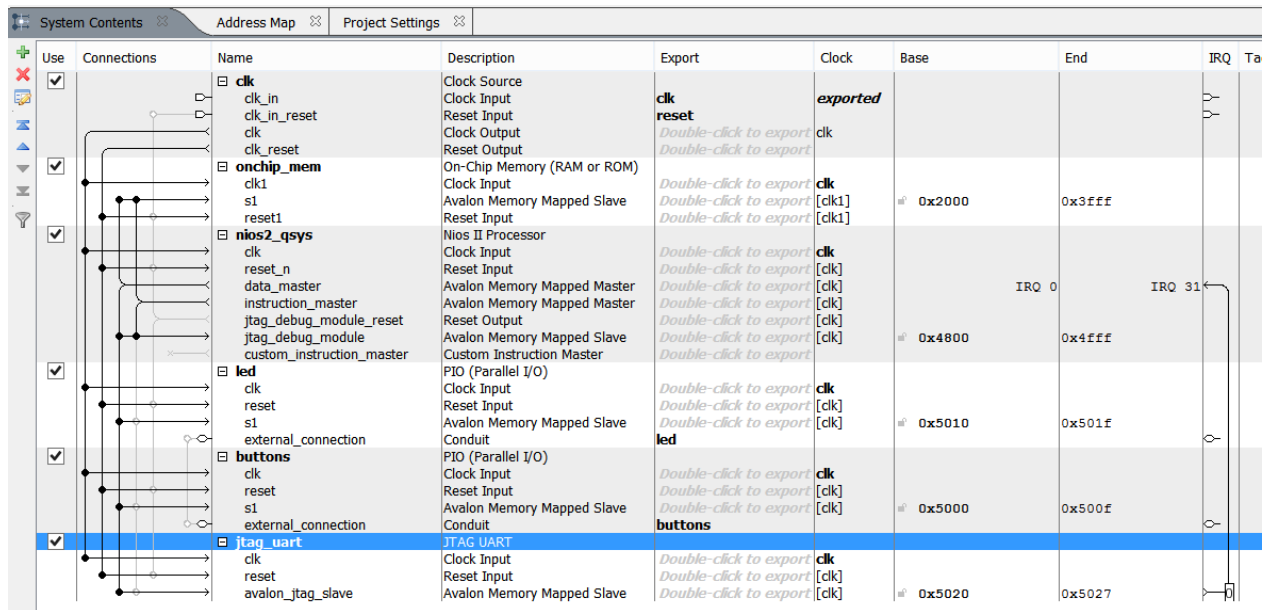 System Contents Address Map Project Settings
Use Connections Name Description Export Clock Base End IRQ Ta
clk Clock Source
clk_in Clock Input clk exported
clk_in_reset Reset Input reset
clk Clock Output Double-click to export clk
clk_reset Reset Output Double-click to export
onchip_mem On-Chip Memory (RAM or ROM)
clk1 Clock Input Double-click to export clk
s1 Avalon Memory Mapped Slave Double-click to export [clk1] 0x2000 0x3fff
reset1 Reset Input Double-click to export [clk1]
nios2_qsys Nios II Processor
clk Clock Input Double-click to export clk
reset_n Reset Input Double-click to export [clk]
data_master Avalon Memory Mapped Master Double-click to export [clk] IRQ 0 IRQ 31
instruction_master Avalon Memory Mapped Master Double-click to export [clk]
jtag_debug_module_reset Reset Output Double-click to export [clk]
jtag_debug_module Avalon Memory Mapped Slave Double-click to export [clk] 0x4800 0x4fff
custom_instruction_master Custom Instruction Master Double-click to export
led PIO (Parallel I/O)
clk Clock Input Double-click to export clk
reset Reset Input Double-click to export [clk]
s1 Avalon Memory Mapped Slave Double-click to export [clk] 0x5010 0x501f
external_connection Conduit led
buttons PIO (Parallel I/O)
clk Clock Input Double-click to export clk
reset Reset Input Double-click to export [clk]
s1 Avalon Memory Mapped Slave Double-click to export [clk] 0x5000 0x500f
external_connection Conduit buttons
jtag_uart JTAG UART
clk Clock Input Double-click to export clk
reset Reset Input Double-click to export [clk]
avalon_jtag_slave Avalon Memory Mapped Slave Double-click to export [clk] 0x5020 0x5027 0